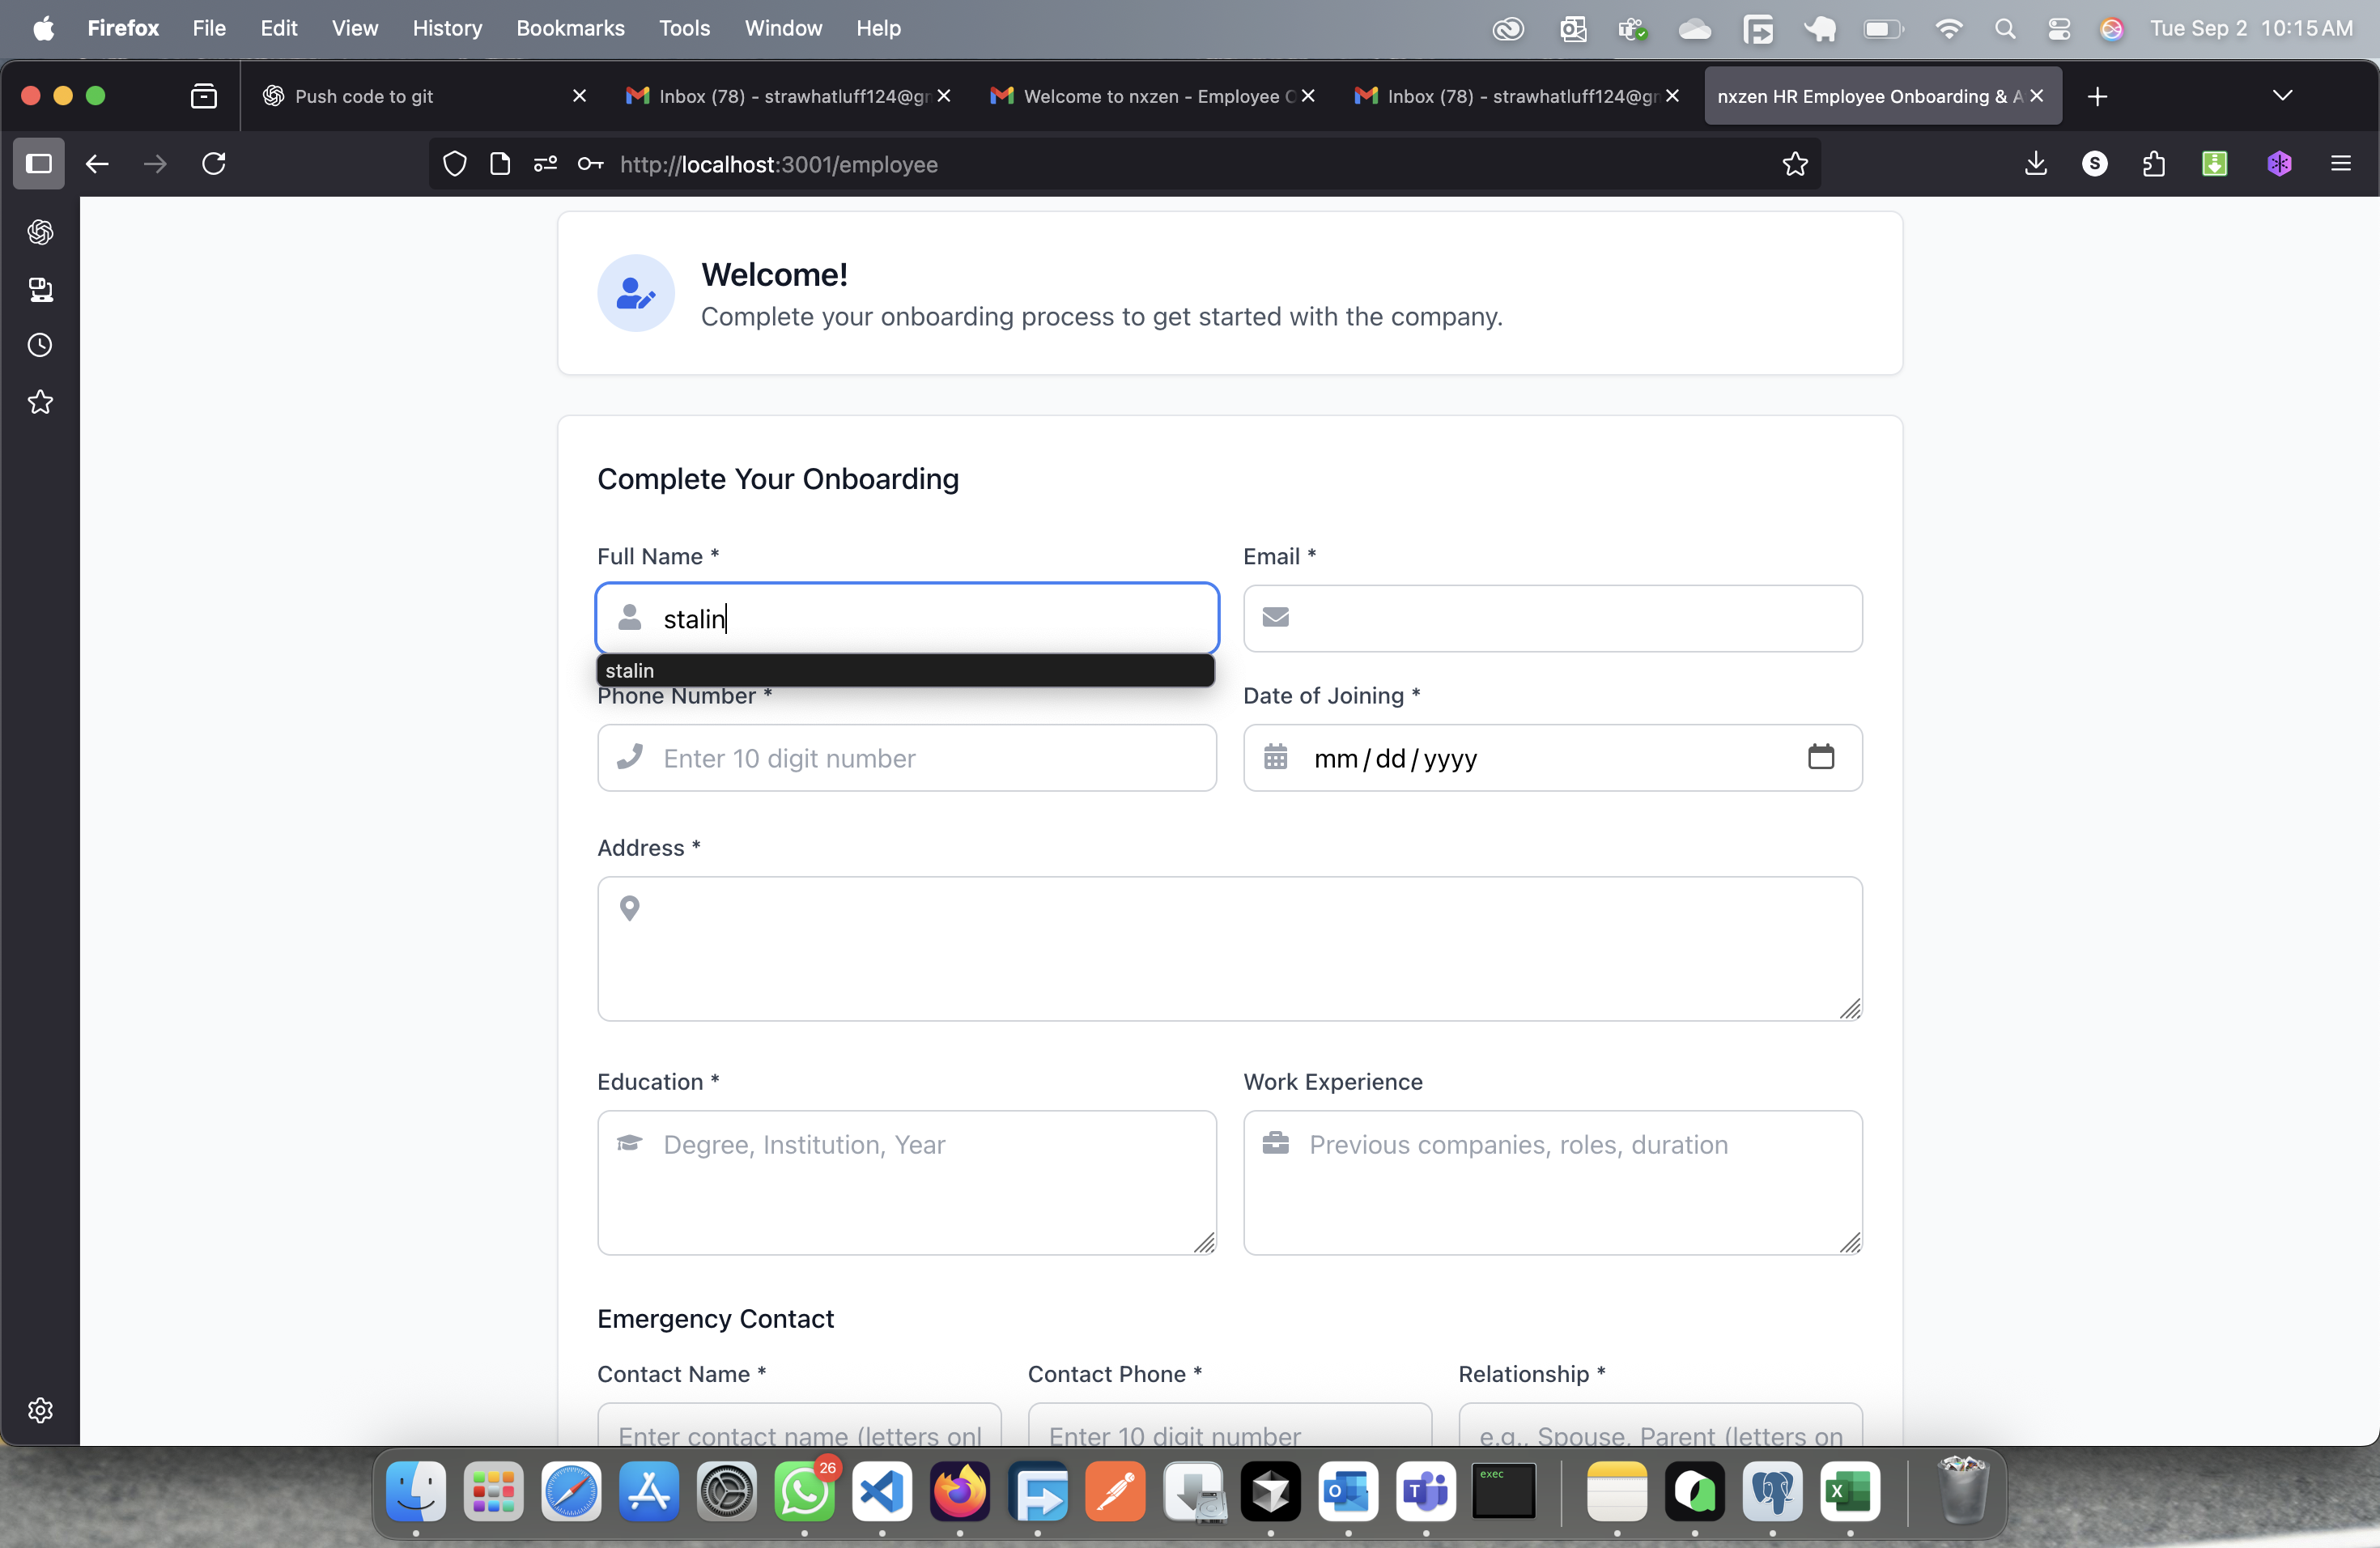 Firefox File Edit View History Bookmarks Tools Window Help Tue Sep 2 10:15 AM
Push code to git Inbox (78) - strawhatluff124@gr Welcome to nxzen - Employee O Inbox (78) - strawhatluff124@gr nxzen HR Employee Onboarding & A
http://localhost:3001/employee S
Welcome!
Complete your onboarding process to get started with the company.
Complete Your Onboarding
Full Name * Email *
stalin
stalin
Phone Number * Date of Joining *
Enter 10 digit number mm/dd/yyyy
Address *
Education * Work Experience
Degree, Institution, Year Previous companies, roles, duration
Emergency Contact
Contact Name * Contact Phone * Relationship *
Enter contact name (letters onl Enter 10 digit number e.g., Spouse, Parent (letters on
26
exec